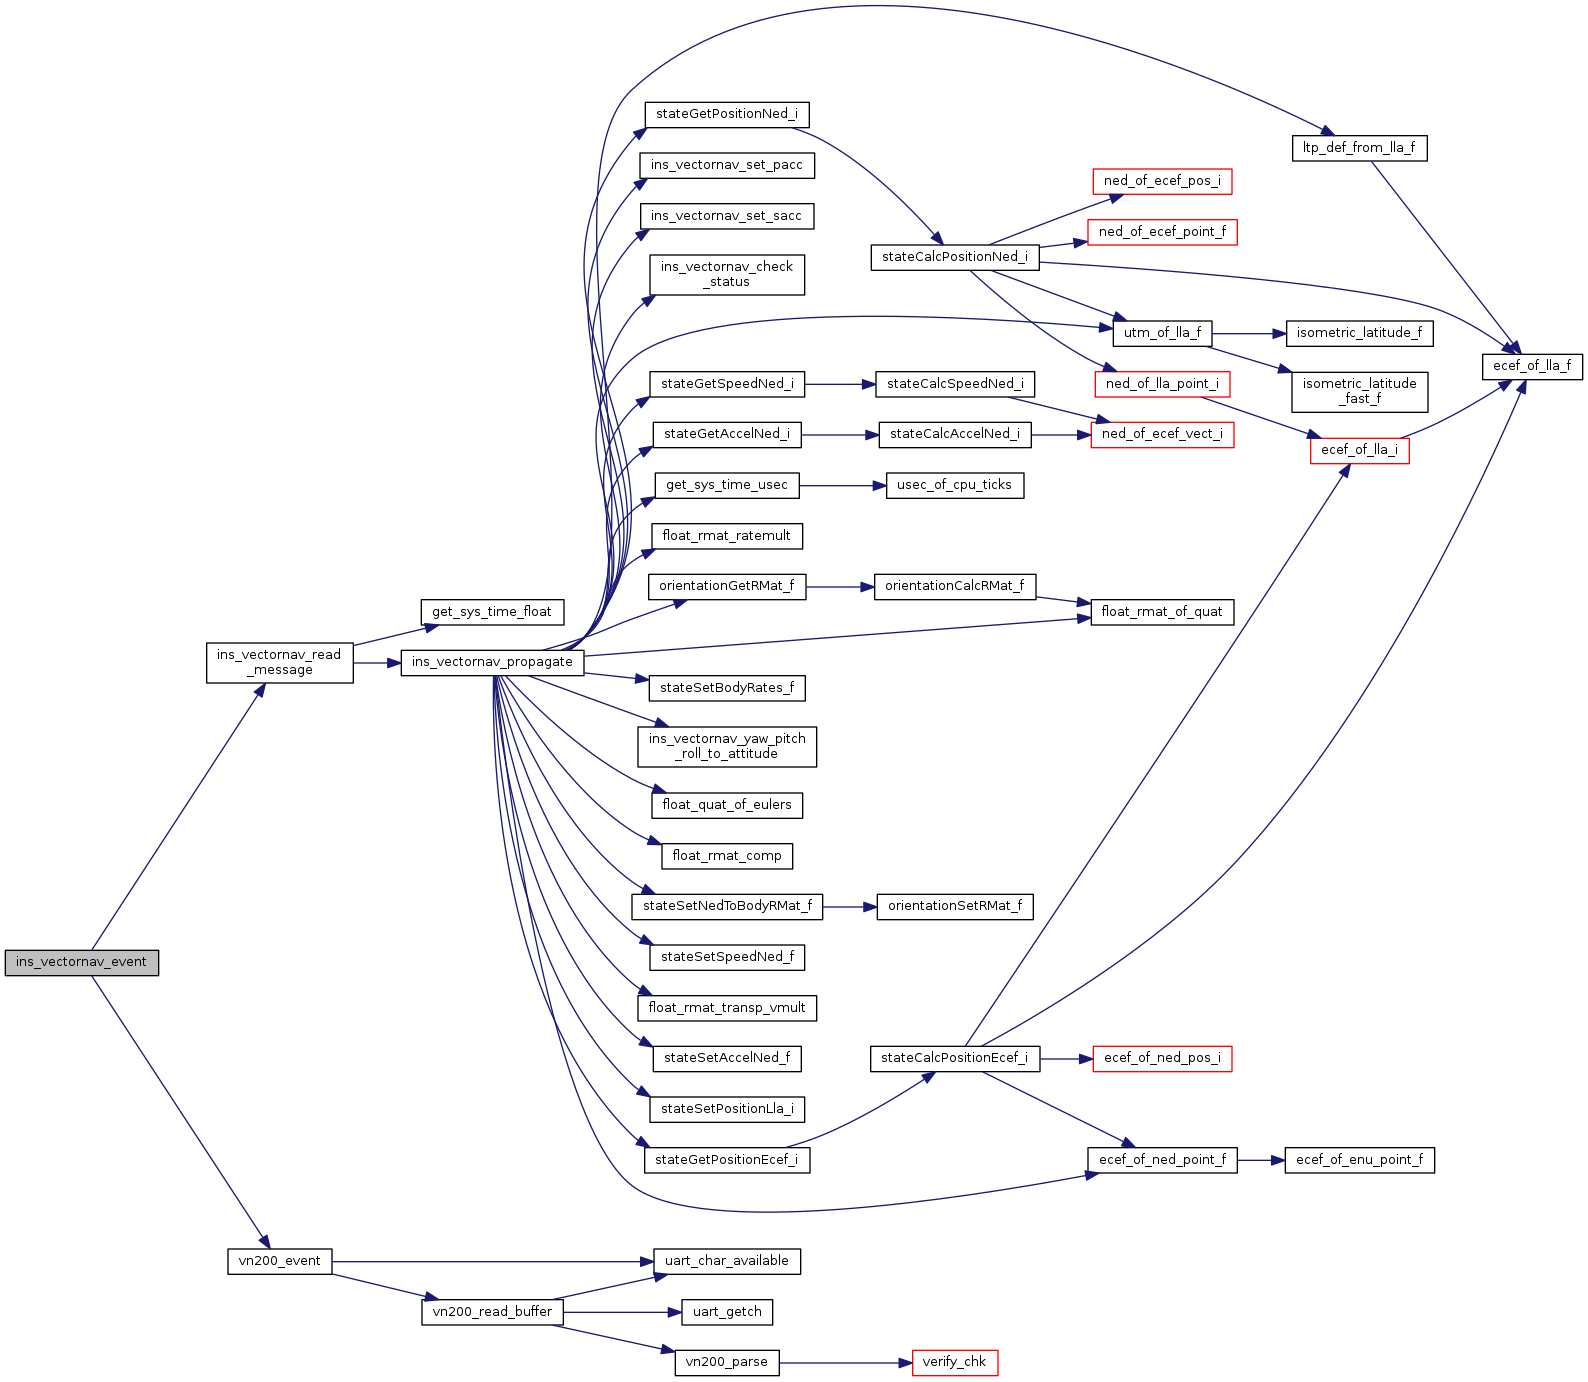 stateGetPositionNed_i
ltp_def_from_lla_f
ins_vectornav_set_pacc
ned_of_ecef_pos_i
ins_vectornav_set_sacc
ned_of_ecef_point_f
stateCalcPositionNed_i
ins_vectornav_check
_status
utm_of_lla_f
isometric_latitude_f
ecef_of_lla_f
stateGetSpeedNed_i
stateCalcSpeedNed_i
ned_of_lla_point_i
isometric_latitude
_fast_f
stateGetAccelNed_i
stateCalcAccelNed_i
ned_of_ecef_vect_i
ecef_of_lla_i
get_sys_time_usec
usec_of_cpu_ticks
float_rmat_ratemult
orientationGetRMat_f
orientationCalcRMat_f
get_sys_time_float
float_rmat_of_quat
ins_vectornav_read
_message
ins_vectornav_propagate
stateSetBodyRates_f
ins_vectornav_yaw_pitch
_roll_to_attitude
float_quat_of_eulers
float_rmat_comp
stateSetNedToBodyRMat_f
orientationSetRMat_f
ins_vectornav_event
stateSetSpeedNed_f
float_rmat_transp_vmult
stateSetAccelNed_f
stateCalcPositionEcef_i
ecef_of_ned_pos_i
stateSetPositionLla_i
stateGetPositionEcef_i
ecef_of_ned_point_f
ecef_of_enu_point_f
vn200_event
uart_char_available
vn200_read_buffer
uart_getch
vn200_parse
verify_chk